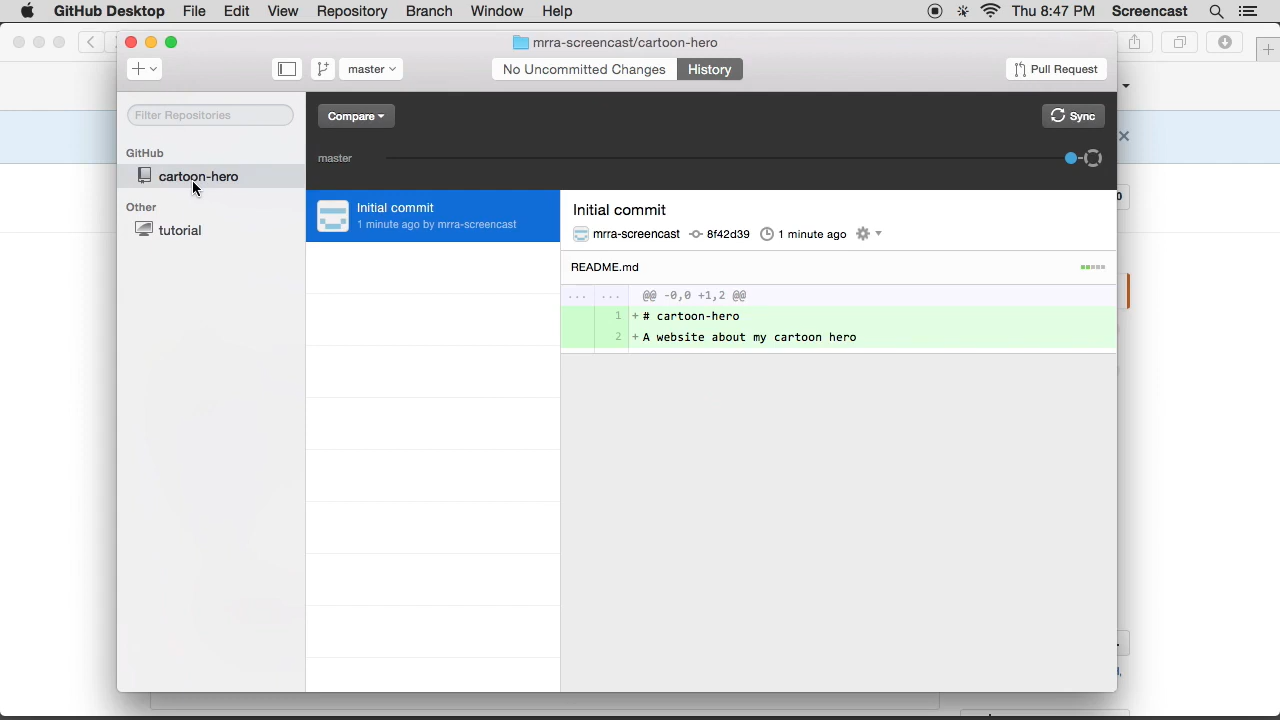 GitHub Desktop File Edit View Repository Branch Window Help Thu 8:47 PM Screencast
mrra-screencast/cartoon-hero
master No Uncommitted Changes History Pull Request
Filter Repositories
Compare Sync
GitHub
master
cartoon-hero
Other
tutorial
Initial commit
1 minute ago by mrra-screencast
Initial commit
mrra-screencast 8f42d39 1 minute ago
README.md
... ... @@ -0,0 +1,2 @@
1 +# cartoon-hero
2 +A website about my cartoon hero